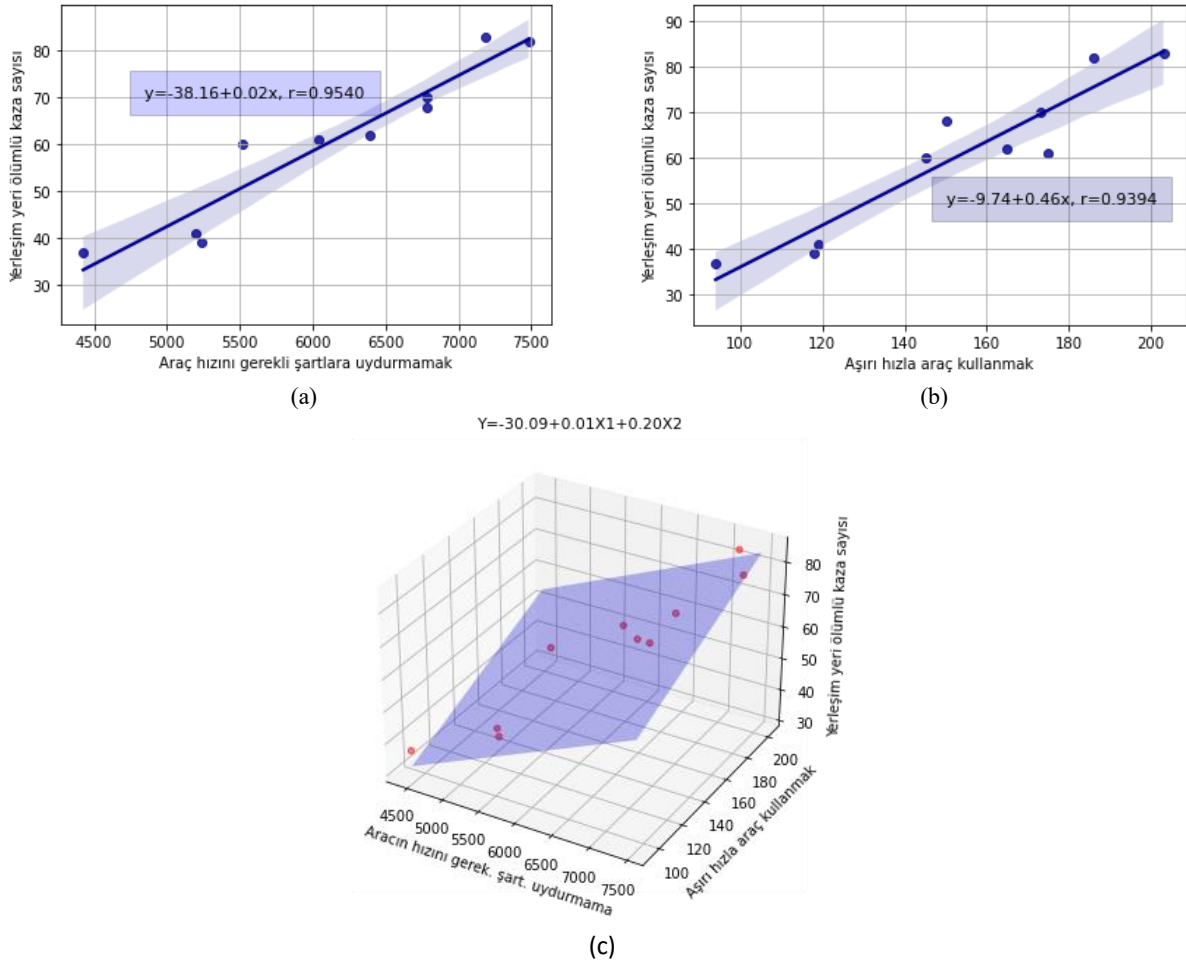 Yerleşim yeri ölümlü kaza sayısı
80
70
60
50
40
30
y=-38.16+0.02x, r=0.9540
4500 5000 5500 6000 6500 7000 7500
Araç hızını gerekli şartlara uydurmamak
(a)
Yerleşim yeri ölümlü kaza sayısı
90
80
70
60
50
40
30
y=-9.74+0.46x, r=0.9394
100 120 140 160 180 200
Aşırı hızla araç kullanmak
(b)
Y=-30.09+0.01X1+0.20X2
4500 5000 5500 6000 6500 7000 7500
Aracın hızını gerek. şart. uydurmama
100 120 140 160 180 200
Aşırı hızla araç kullanmak
80
70
60
50
40
30
Yerleşim yeri ölümlü kaza sayısı
(c)